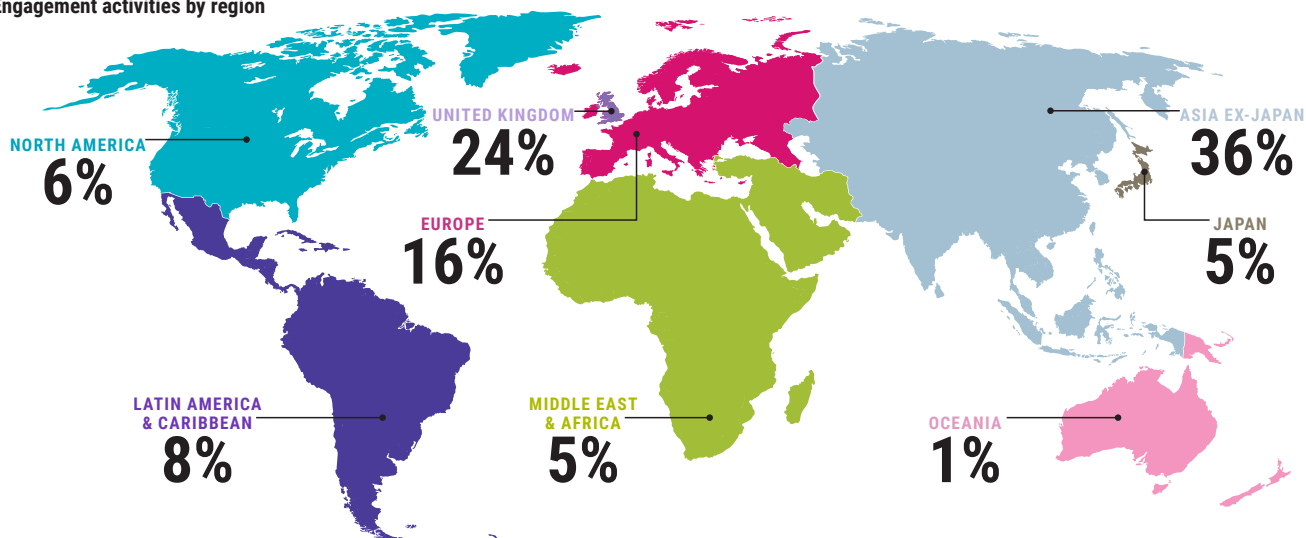 Engagement activities by region
NORTH AMERICA
6%
UNITED KINGDOM
24%
EUROPE
16%
ASIA EX-JAPAN
36%
JAPAN
5%
LATIN AMERICA
& CARIBBEAN
8%
MIDDLE EAST
& AFRICA
5%
OCEANIA
1%